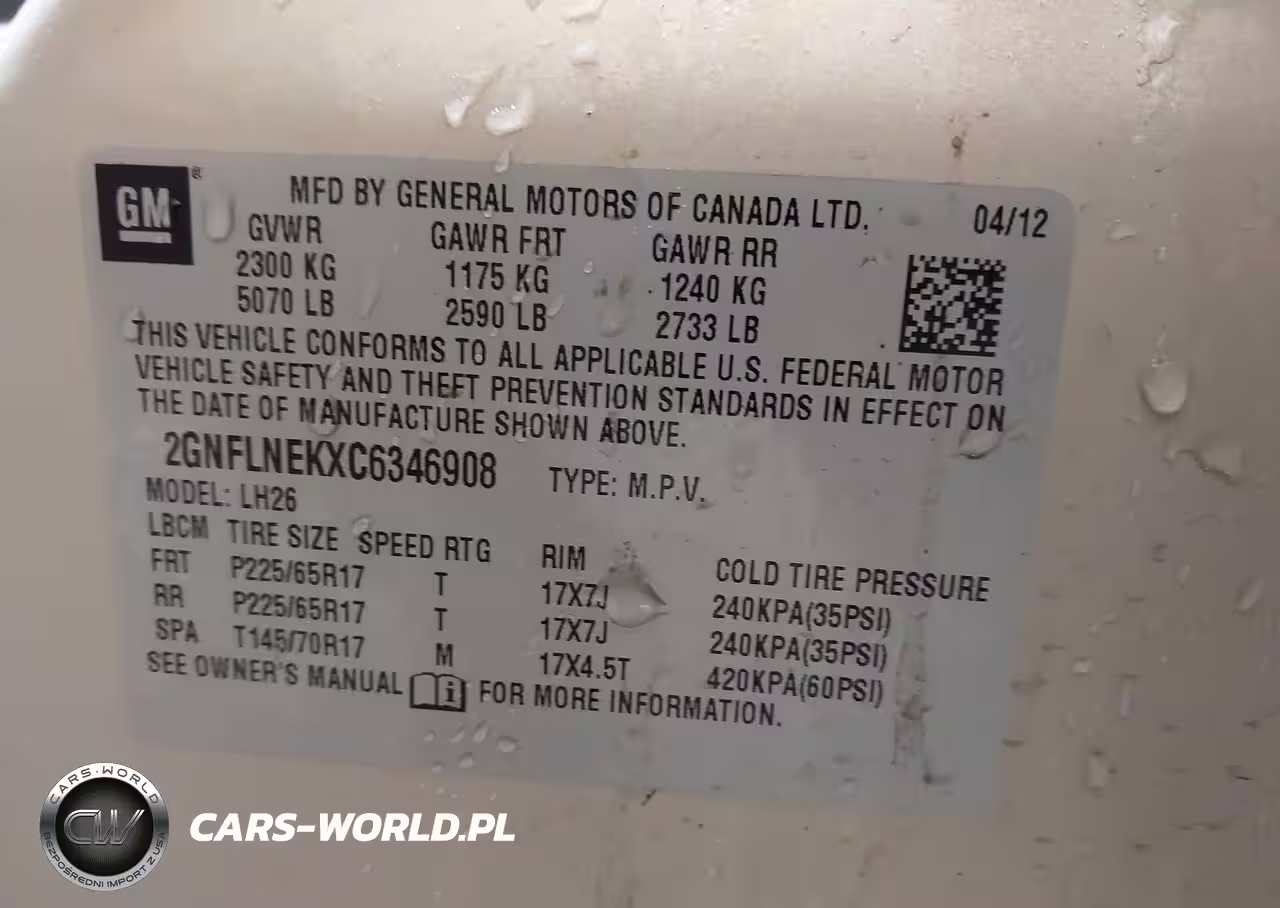 GM ® MFD BY GENERAL MOTORS OF CANADA LTD. 04/12
GVWR GAWR FRT GAWR RR
2300 KG 1175 KG 1240 KG
5070 LB 2590 LB 2733 LB
THIS VEHICLE CONFORMS TO ALL APPLICABLE U.S. FEDERAL MOTOR
VEHICLE SAFETY AND THEFT PREVENTION STANDARDS IN EFFECT ON
THE DATE OF MANUFACTURE SHOWN ABOVE.
2GNFLNEKXC6346908 TYPE: M.P.V.
MODEL: LH26
LBCM TIRE SIZE SPEED RTG RIM COLD TIRE PRESSURE
FRT P225/65R17 T 17X7J 240KPA(35PSI)
RR P225/65R17 T 17X7J 240KPA(35PSI)
SPA T145/70R17 M 17X4.5T 420KPA(60PSI)
SEE OWNER'S MANUAL i FOR MORE INFORMATION.
CARS-WORLD
CW
BEZPOŚREDNI IMPORT Z USA
CARS-WORLD.PL